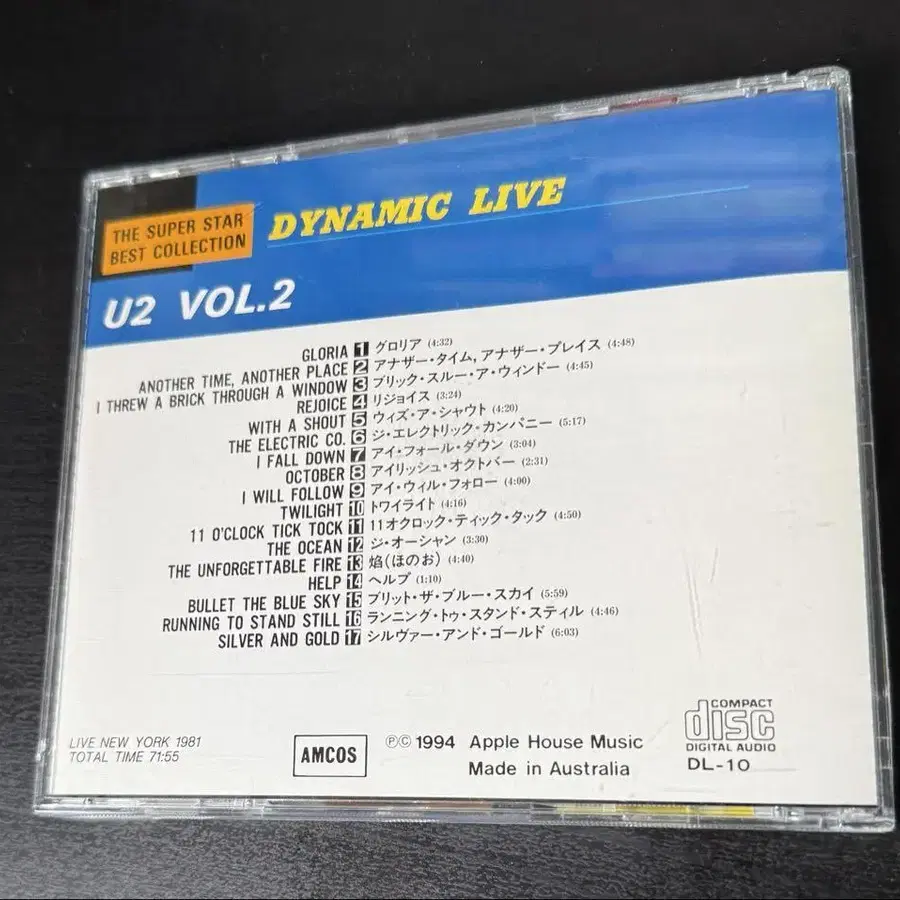 THE SUPER STAR
BEST COLLECTION
DYNAMIC LIVE
U2 VOL.2
GLORIA 1 グロリア (4:32)
ANOTHER TIME, ANOTHER PLACE 2 アナザー・タイム, アナザー・プレイス (4:48)
I THREW A BRICK THROUGH A WINDOW 3 ブリック・スルー・ア・ウィンドー (4:45)
REJOICE 4 リジョイス (3:24)
WITH A SHOUT 5 ウィズ・ア・シャウト (4:20)
THE ELECTRIC CO. 6 ジ・エレクトリック・カンパニー (5:17)
I FALL DOWN 7 アイ・フォール・ダウン (3:04)
OCTOBER 8 アイリッシュ・オクトバー (2:31)
I WILL FOLLOW 9 アイ・ウィル・フォロー (4:00)
TWILIGHT 10 トワイライト (4:16)
11 O'CLOCK TICK TOCK 11 11オクロック・ティック・タック (4:50)
THE OCEAN 12 ジ・オーシャン (3:30)
THE UNFORGETTABLE FIRE 13 焰(ほのお) (4:40)
HELP 14 ヘルプ (1:10)
BULLET THE BLUE SKY 15 ブリット・ザ・ブルー・スカイ (5:59)
RUNNING TO STAND STILL 16 ランニング・トゥ・スタンド・スティル (4:46)
SILVER AND GOLD 17 シルヴァー・アンド・ゴールド (6:03)
LIVE NEW YORK 1981
TOTAL TIME 71:55
AMCOS
℗© 1994 Apple House Music
Made in Australia
COMPACT
disc
DIGITAL AUDIO
DL-10